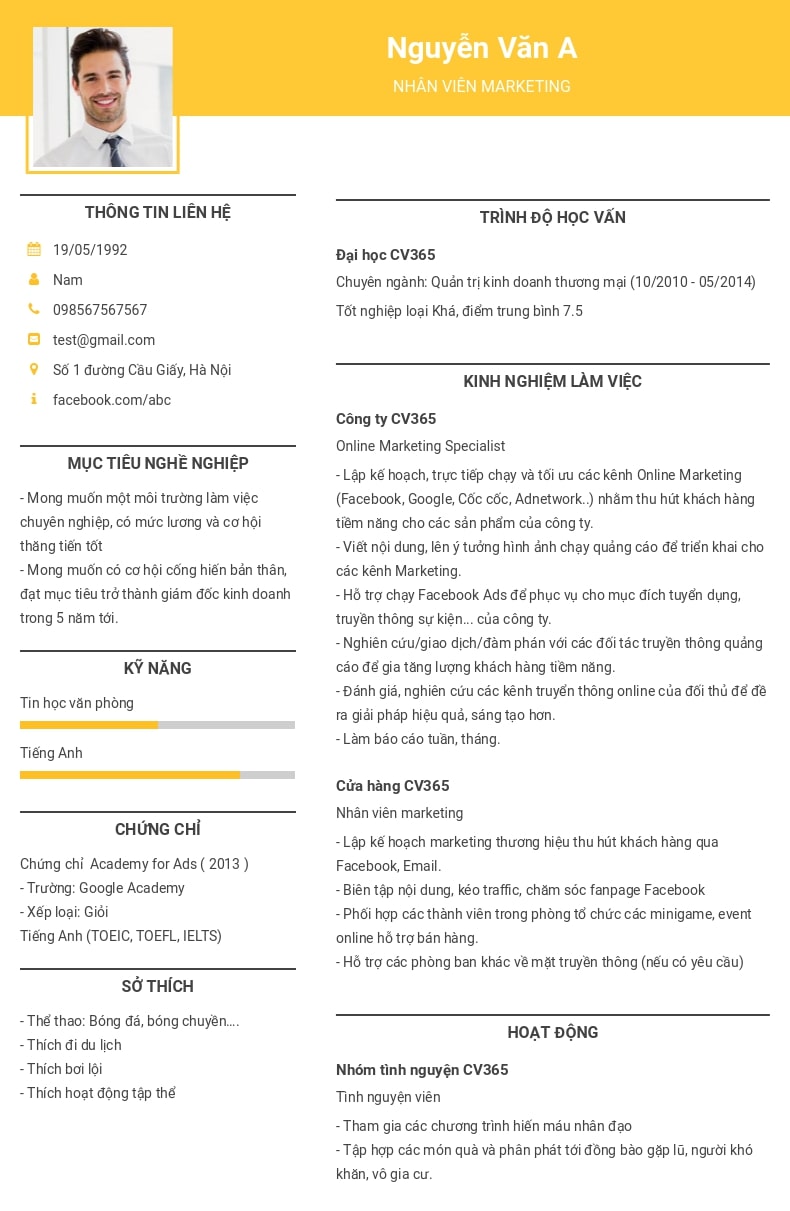 Nguyễn Văn A
NHÂN VIÊN MARKETING
THÔNG TIN LIÊN HỆ
19/05/1992
Nam
098567567567
test@gmail.com
Số 1 đường Cầu Giấy, Hà Nội
facebook.com/abc
MỤC TIÊU NGHỀ NGHIỆP
- Mong muốn một môi trường làm việc
chuyên nghiệp, có mức lương và cơ hội
thăng tiến tốt
- Mong muốn có cơ hội cống hiến bản thân,
đạt mục tiêu trở thành giám đốc kinh doanh
trong 5 năm tới.
KỸ NĂNG
Tin học văn phòng
Tiếng Anh
CHỨNG CHỈ
Chứng chỉ  Academy for Ads ( 2013 )
- Trường: Google Academy
- Xếp loại: Giỏi
Tiếng Anh (TOEIC, TOEFL, IELTS)
SỞ THÍCH
- Thể thao: Bóng đá, bóng chuyền....
- Thích đi du lịch
- Thích bơi lội
- Thích hoạt động tập thể
TRÌNH ĐỘ HỌC VẤN
Đại học CV365
Chuyên ngành: Quản trị kinh doanh thương mại (10/2010 - 05/2014)
Tốt nghiệp loại Khá, điểm trung bình 7.5
KINH NGHIỆM LÀM VIỆC
Công ty CV365
Online Marketing Specialist
- Lập kế hoạch, trực tiếp chạy và tối ưu các kênh Online Marketing
(Facebook, Google, Cốc cốc, Adnetwork..) nhằm thu hút khách hàng
tiềm năng cho các sản phẩm của công ty.
- Viết nội dung, lên ý tưởng hình ảnh chạy quảng cáo để triển khai cho
các kênh Marketing.
- Hỗ trợ chạy Facebook Ads để phục vụ cho mục đích tuyển dụng,
truyền thông sự kiện... của công ty.
- Nghiên cứu/giao dịch/đàm phán với các đối tác truyền thông quảng
cáo để gia tăng lượng khách hàng tiềm năng.
- Đánh giá, nghiên cứu các kênh truyển thông online của đối thủ để đề
ra giải pháp hiệu quả, sáng tạo hơn.
- Làm báo cáo tuần, tháng.
Cửa hàng CV365
Nhân viên marketing
- Lập kế hoạch marketing thương hiệu thu hút khách hàng qua
Facebook, Email.
- Biên tập nội dung, kéo traffic, chăm sóc fanpage Facebook
- Phối hợp các thành viên trong phòng tổ chức các minigame, event
online hỗ trợ bán hàng.
- Hỗ trợ các phòng ban khác về mặt truyền thông (nếu có yêu cầu)
HOẠT ĐỘNG
Nhóm tình nguyện CV365
Tình nguyện viên
- Tham gia các chương trình hiến máu nhân đạo
- Tập hợp các món quà và phân phát tới đồng bào gặp lũ, người khó
khăn, vô gia cư.